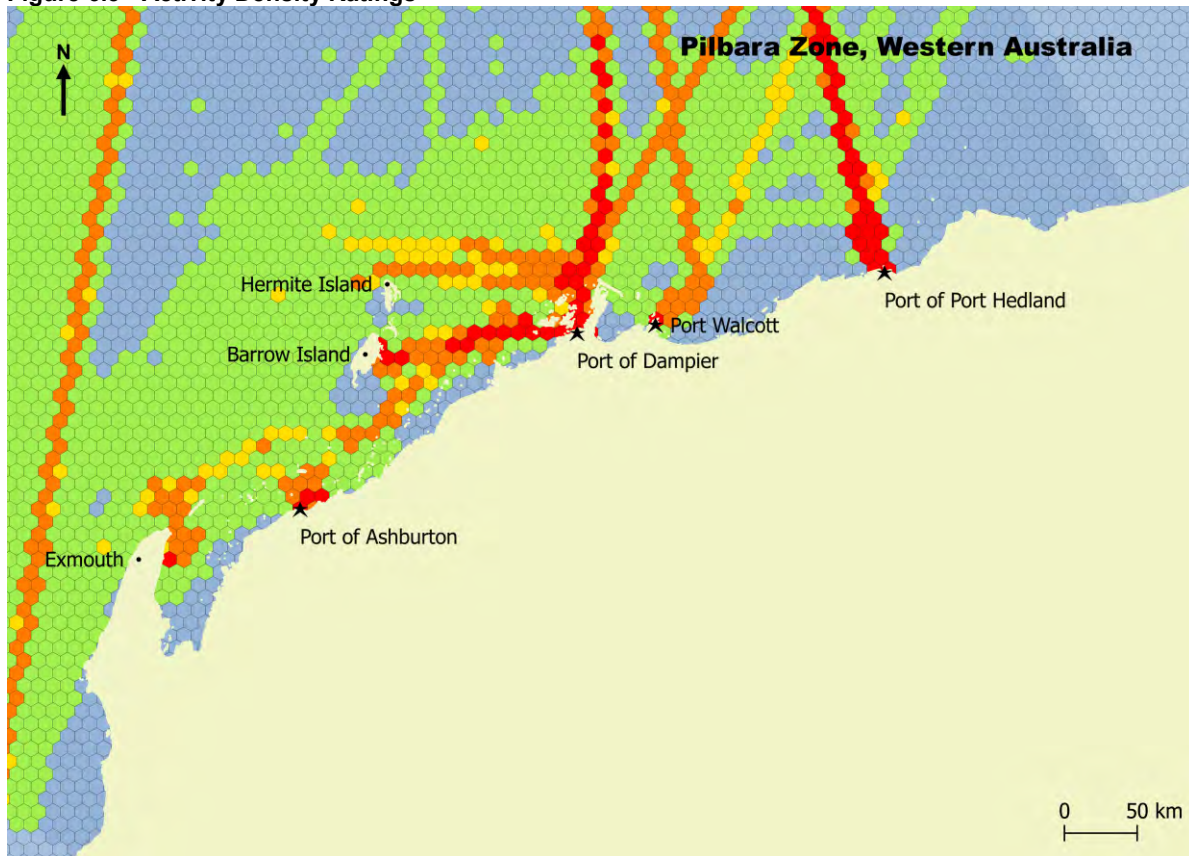 Pilbara Zone, Western Australia
N
Hermite Island
Port of Port Hedland
Port Walcott
Barrow Island
Port of Dampier
Port of Ashburton
Exmouth
0 50 km